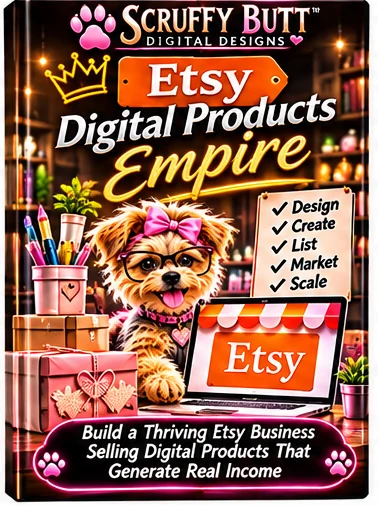 SCRUFFY BUTT™
DIGITAL DESIGNS
Etsy
Digital Products
Empire
✓ Design
✓ Create
✓ List
✓ Market
✓ Scale
Etsy
Build a Thriving Etsy Business
Selling Digital Products That
Generate Real Income